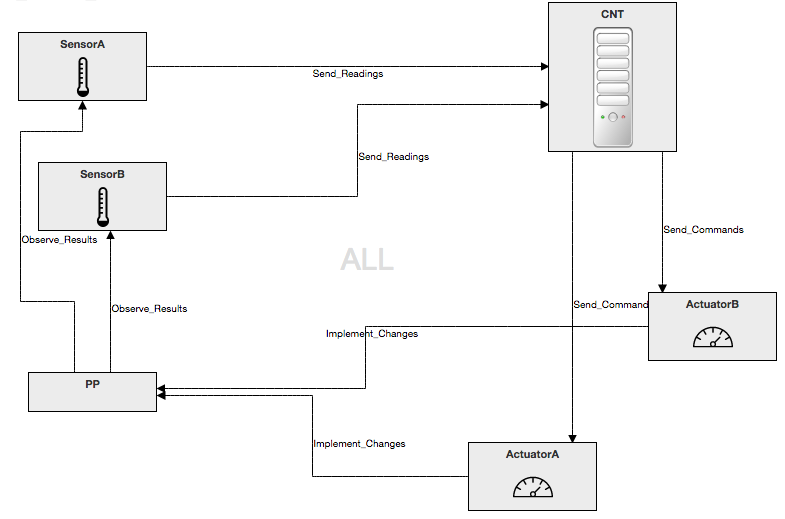 CNT
SensorA
Send_Readings
Send_Readings
SensorB
Send_Commands
Observe_Results
ALL
Observe_Results
Send_Command
ActuatorB
Implement_Changes
PP
Implement_Changes
ActuatorA